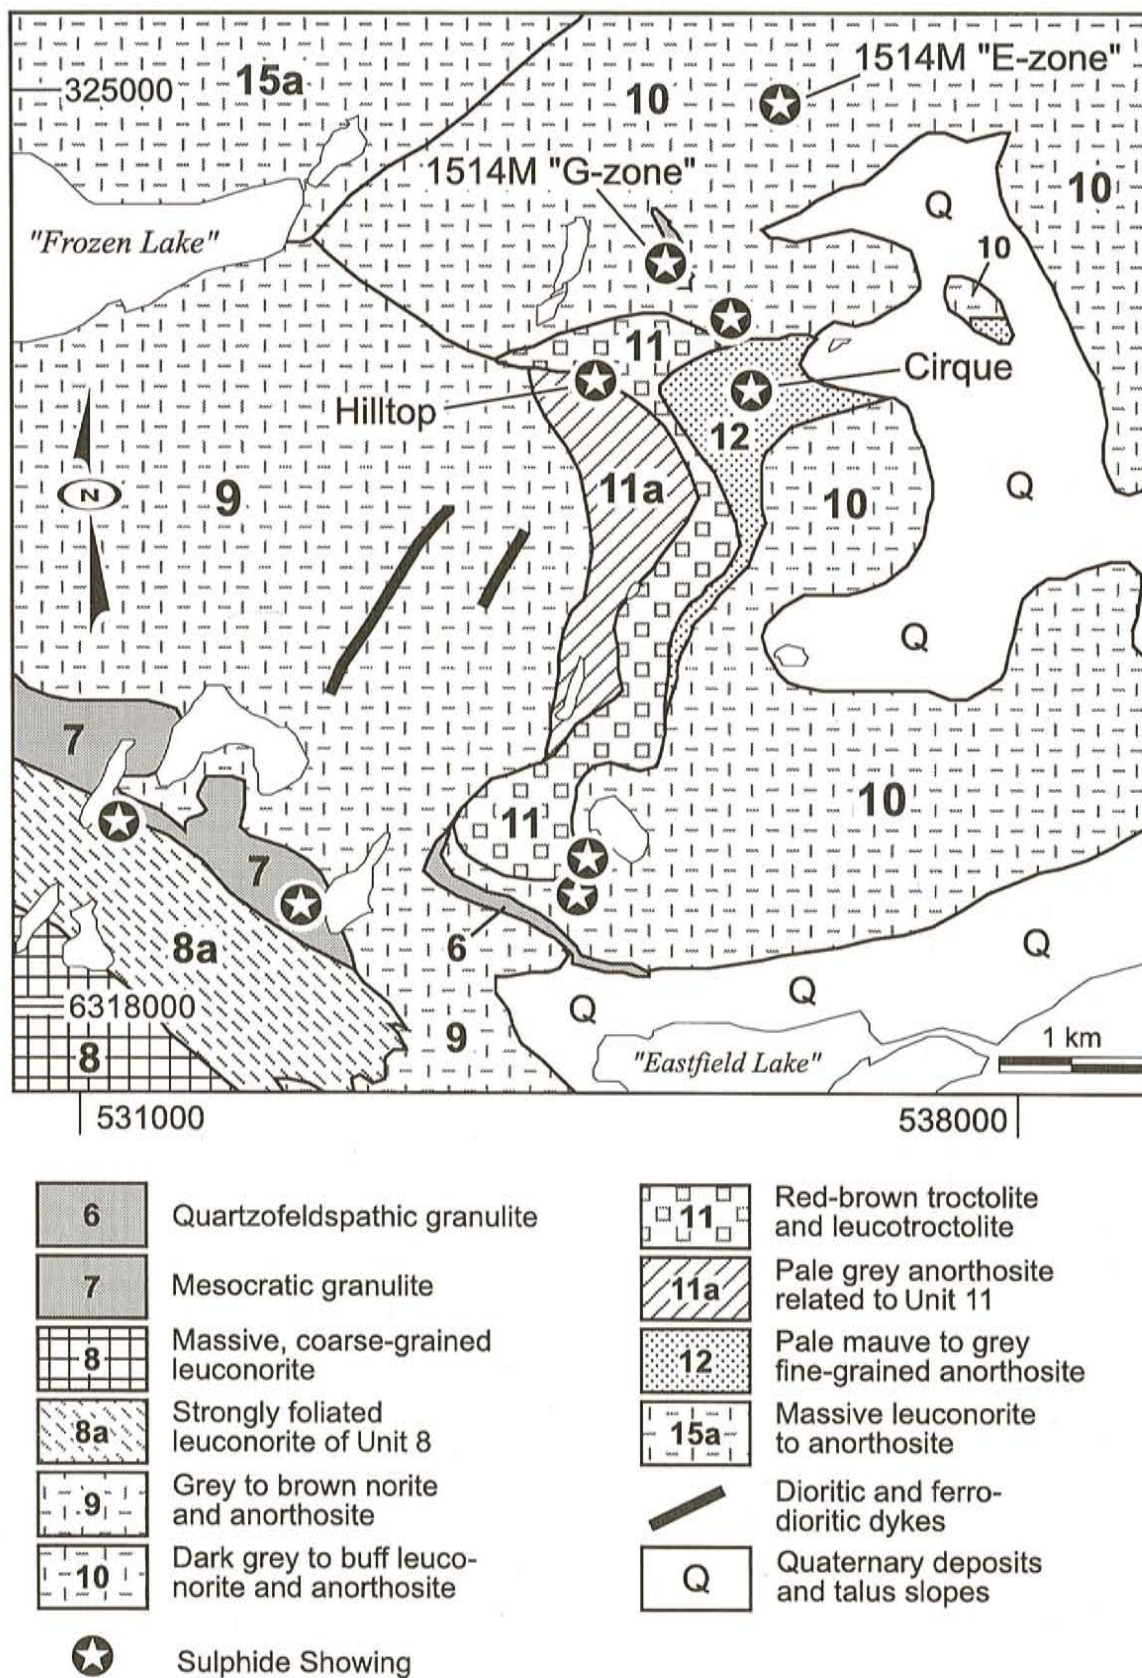 15a
325000
10
1514M "E-zone"
1514M "G-zone"
Q
10
"Frozen Lake"
10
11
Cirque
Hilltop
12
N
9
11a
10
Q
Q
7
10
11
7
6
8a
Q
Q
Q
6318000
9
1 km
8
"Eastfield Lake"
531000
538000
6
Quartzofeldspathic granulite
7
Mesocratic granulite
8
Massive, coarse-grained
leuconorite
8a
Strongly foliated
leuconorite of Unit 8
9
Grey to brown norite
and anorthosite
10
Dark grey to buff leuco-
norite and anorthosite
Sulphide Showing
11
Red-brown troctolite
and leucotroctolite
11a
Pale grey anorthosite
related to Unit 11
12
Pale mauve to grey
fine-grained anorthosite
15a
Massive leuconorite
to anorthosite
Dioritic and ferro-
dioritic dykes
Q
Quaternary deposits
and talus slopes